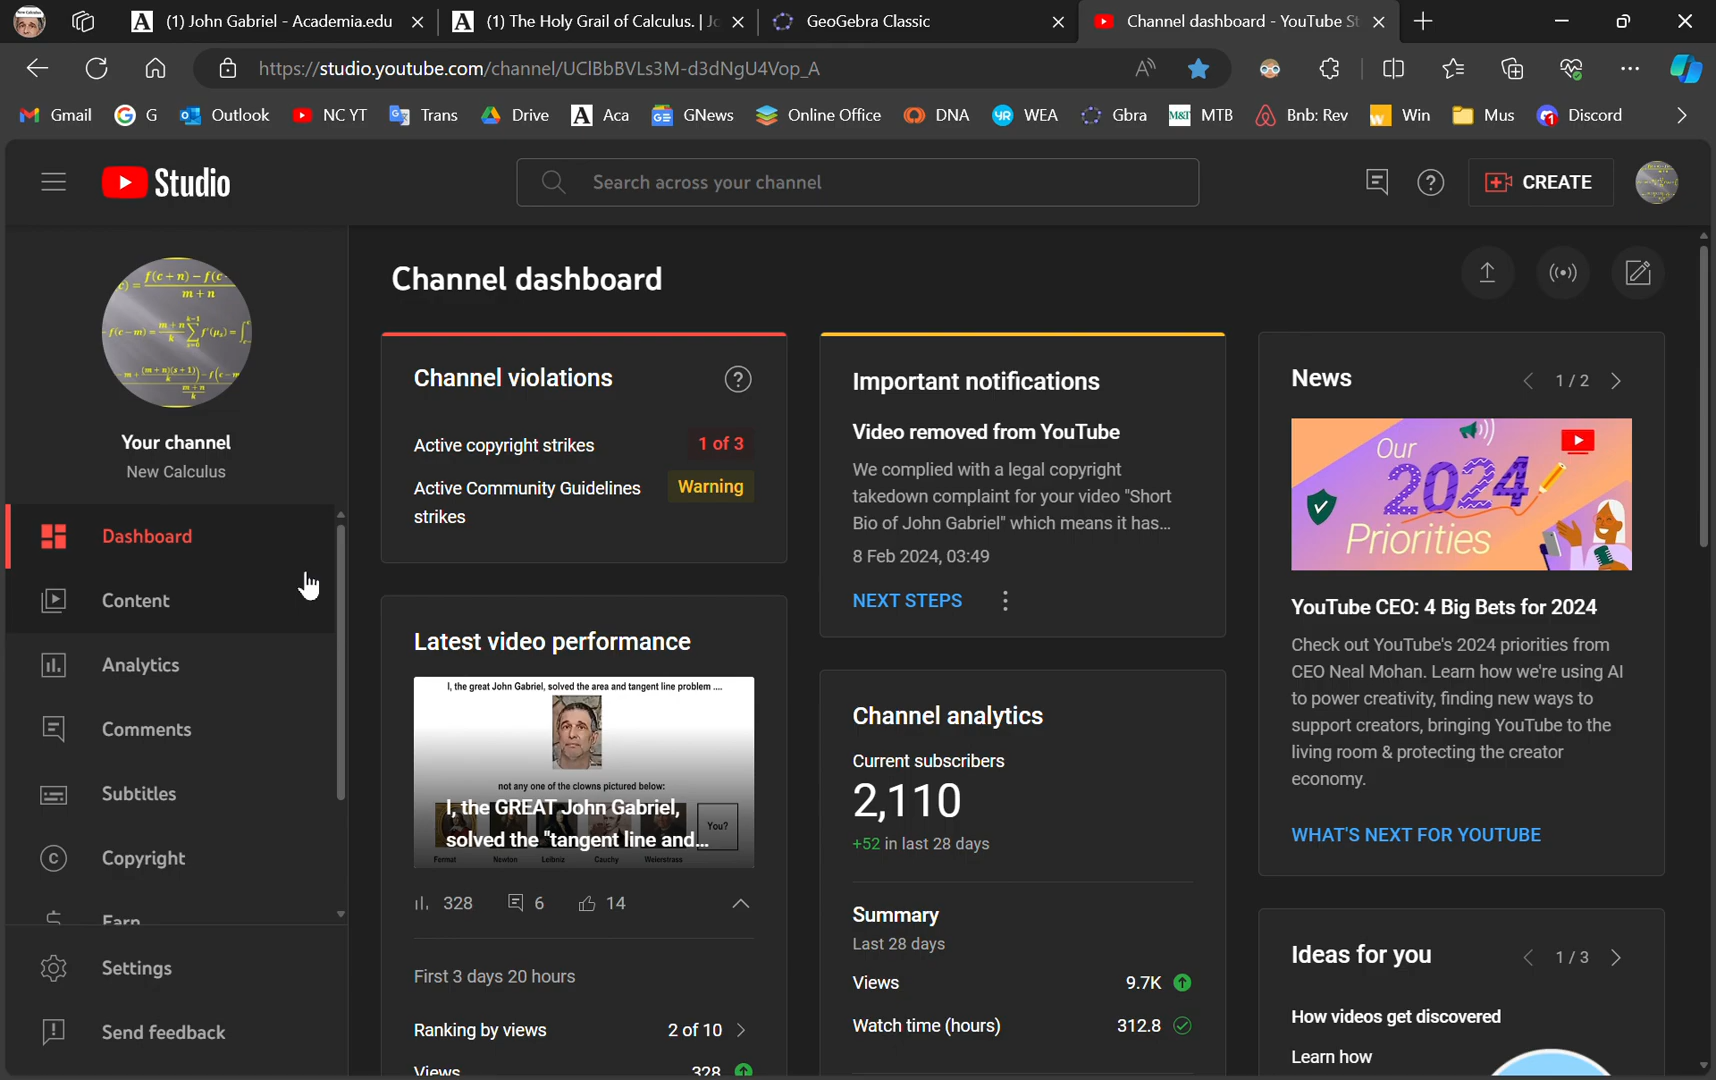 (1) John Gabriel - Academia.edu
(1) The Holy Grail of Calculus. | Jo
GeoGebra Classic
Channel dashboard - YouTube St
https://studio.youtube.com/channel/UClBbBVLs3M-d3dNgU4Vop_A
Gmail G Outlook NC YT Trans Drive Aca GNews Online Office DNA WEA Gbra MTB Bnb: Rev Win Mus Discord
Studio
Search across your channel
CREATE
Your channel
New Calculus
Dashboard
Content
Analytics
Comments
Subtitles
Copyright
Earn
Settings
Send feedback
Channel dashboard
Channel violations
Active copyright strikes 1 of 3
Active Community Guidelines Warning
strikes
Latest video performance
I, the great John Gabriel, solved the area and tangent line problem ....
not any one of the clowns pictured below:
I, the GREAT John Gabriel,
solved the "tangent line and...
You?
Fermat Newton Leibniz Cauchy Weierstrass
328 6 14
First 3 days 20 hours
Ranking by views 2 of 10
Views 328
Important notifications
Video removed from YouTube
We complied with a legal copyright
takedown complaint for your video "Short
Bio of John Gabriel" which means it has...
8 Feb 2024, 03:49
NEXT STEPS
Channel analytics
Current subscribers
2,110
+52 in last 28 days
Summary
Last 28 days
Views 9.7K
Watch time (hours) 312.8
News 1 / 2
Our
2024
Priorities
YouTube CEO: 4 Big Bets for 2024
Check out YouTube's 2024 priorities from
CEO Neal Mohan. Learn how we're using AI
to power creativity, finding new ways to
support creators, bringing YouTube to the
living room & protecting the creator
economy.
WHAT'S NEXT FOR YOUTUBE
Ideas for you 1 / 3
How videos get discovered
Learn how